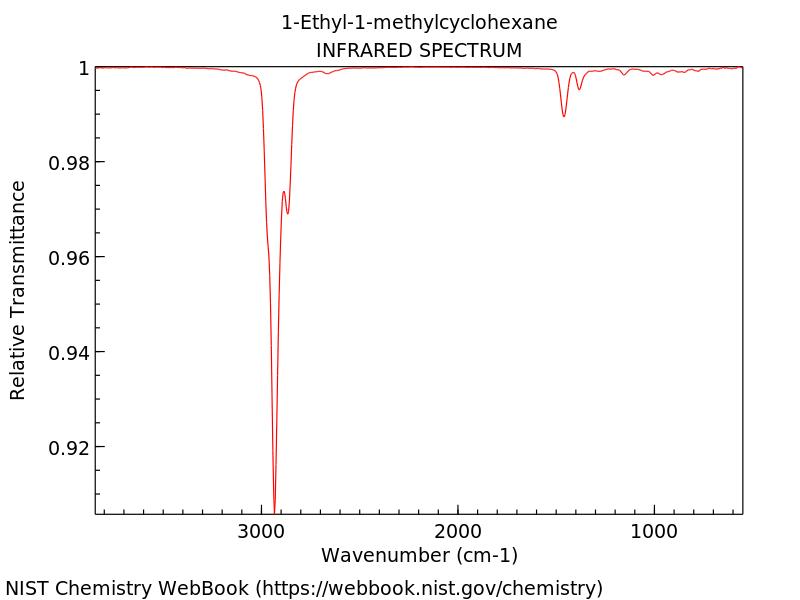 1-Ethyl-1-methylcyclohexane
INFRARED SPECTRUM
1
0.98
0.96
0.94
0.92
Relative Transmittance
3000 2000 1000
Wavenumber (cm-1)
NIST Chemistry WebBook (https://webbook.nist.gov/chemistry)